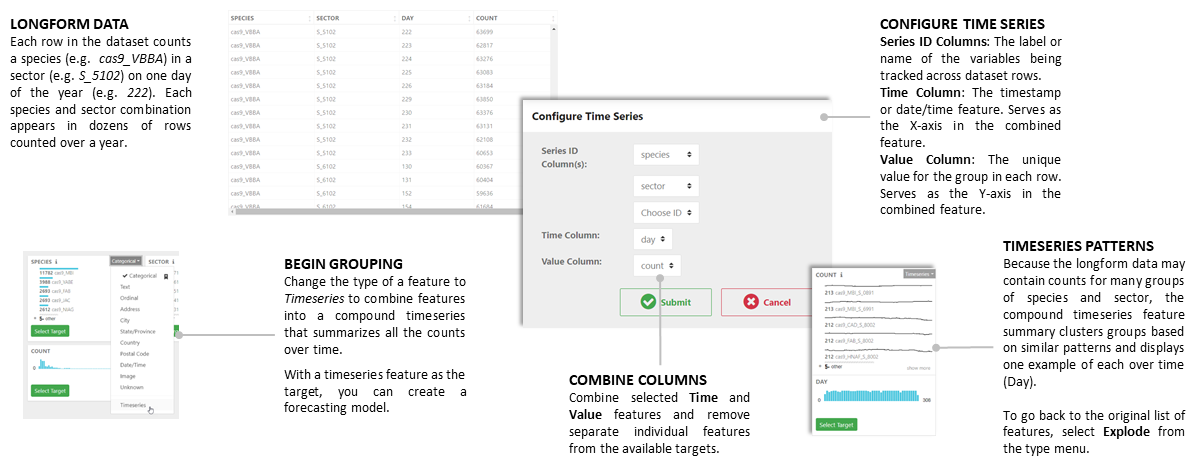 LONGFORM DATA
Each row in the dataset counts
a species (e.g. cas9_VBBA) in a
sector (e.g. S_5102) on one day
of the year (e.g. 222). Each
species and sector combination
appears in dozens of rows
counted over a year.
SPECIES SECTOR DAY COUNT
cas9_VBBA S_5102 222 63699
cas9_VBBA S_5102 223 62817
cas9_VBBA S_5102 224 63276
cas9_VBBA S_5102 225 63083
cas9_VBBA S_5102 226 63184
cas9_VBBA S_5102 229 63850
cas9_VBBA S_5102 230 63376
cas9_VBBA S_5102 231 63131
cas9_VBBA S_5102 232 62108
cas9_VBBA S_5102 233 60653
cas9_VBBA S_6102 130 60367
cas9_VBBA S_6102 131 60404
cas9_VBBA S_6102 152 59636
cas9_VBBA S_6102 154 61684
Configure Time Series
Series ID
Column(s):
species
sector
Choose ID
Time Column: day
Value Column: count
Submit Cancel
CONFIGURE TIME SERIES
Series ID Columns: The label or
name of the variables being
tracked across dataset rows.
Time Column: The timestamp
or date/time feature. Serves as
the X-axis in the combined
feature.
Value Column: The unique
value for the group in each row.
Serves as the Y-axis in the
combined feature.
SPECIES Categorical SECTOR
11782 cas9_MBI
5988 cas9_YABE
2693 cas9_FAB
2693 cas9_JAC
2612 cas9_NIAG
+ other
Select Target
COUNT
0
Select Target
Categorical
Text
Ordinal
Address
City
State/Province
Country
Postal Code
Date/Time
Image
Unknown
Timeseries
BEGIN GROUPING
Change the type of a feature to
Timeseries to combine features
into a compound timeseries
that summarizes all the counts
over time.
With a timeseries feature as the
target, you can create a
forecasting model.
COMBINE COLUMNS
Combine selected Time and
Value features and remove
separate individual features
from the available targets.
COUNT Timeseries
213 cas9_MBI_S_0891
213 cas9_MBI_S_6991
212 cas9_CAD_S_8002
212 cas9_FAB_S_8002
212 cas9_HNAF_S_8002
+ other show more
DAY
0 308
Select Target
TIMESERIES PATTERNS
Because the longform data may
contain counts for many groups
of species and sector, the
compound timeseries feature
summary clusters groups based
on similar patterns and displays
one example of each over time
(Day).
To go back to the original list of
features, select Explode from
the type menu.